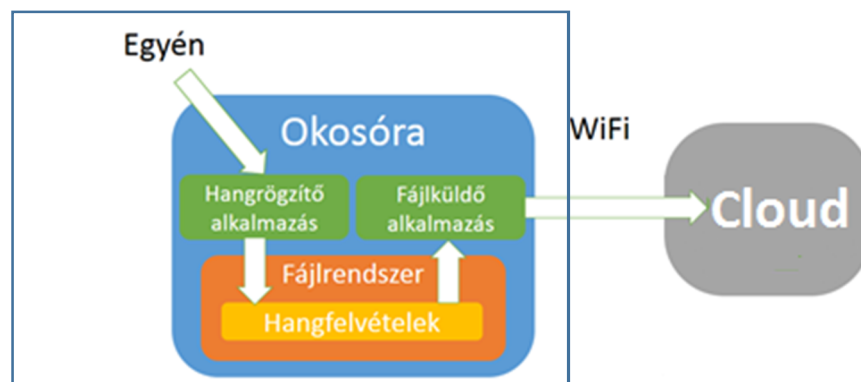 Egyén
Okosóra
WiFi
Hangrögzítő
alkalmazás
Fájlküldő
alkalmazás
Cloud
Fájlrendszer
Hangfelvételek